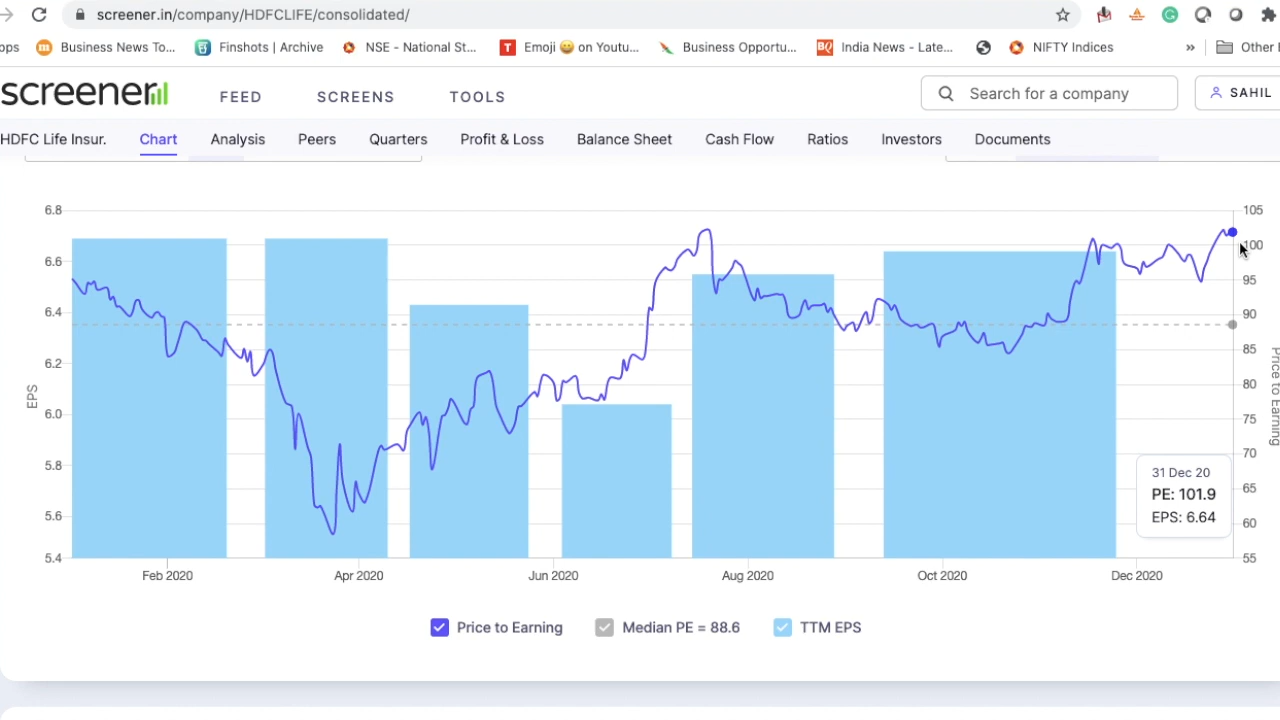 screener.in/company/HDFCLIFE/consolidated/
pps Business News To... Finshots | Archive NSE - National St... Emoji 😀 on Youtu... Business Opportu... BQ India News - Late... NIFTY Indices » Other
screener FEED SCREENS TOOLS Search for a company SAHIL
HDFC Life Insur. Chart Analysis Peers Quarters Profit & Loss Balance Sheet Cash Flow Ratios Investors Documents
6.8 105
6.6 100
95
6.4 90
6.2 85
80
6.0 75
5.8 70
65
5.6 60
5.4 55
EPS
Price to Earning
31 Dec 20
PE: 101.9
EPS: 6.64
Feb 2020 Apr 2020 Jun 2020 Aug 2020 Oct 2020 Dec 2020
Price to Earning Median PE = 88.6 TTM EPS